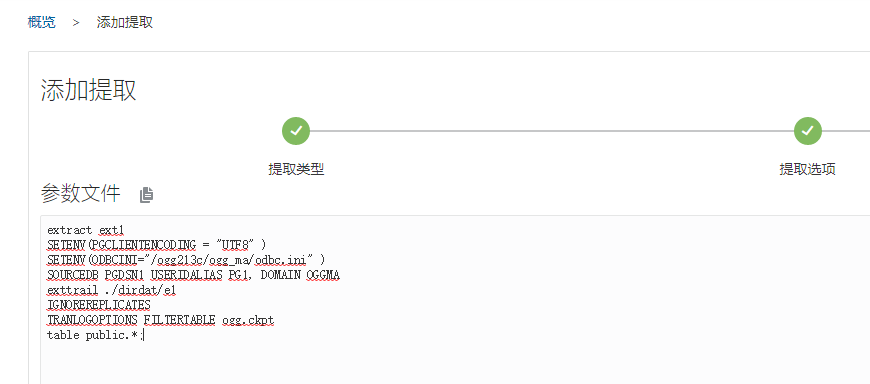 概览 > 添加提取
添加提取
提取类型
提取选项
参数文件
extract ext1
SETENV(PGCLIENTENCODING = "UTF8" )
SETENV(ODBCINI="/ogg213c/ogg_ma/odbc.ini" )
SOURCEDB PGDSN1 USERIDALIAS PG1, DOMAIN OGGMA
exttrail ./dirdat/e1
IGNOREREPLICATES
TRANLOGOPTIONS FILTERTABLE ogg.ckpt
table public.*;